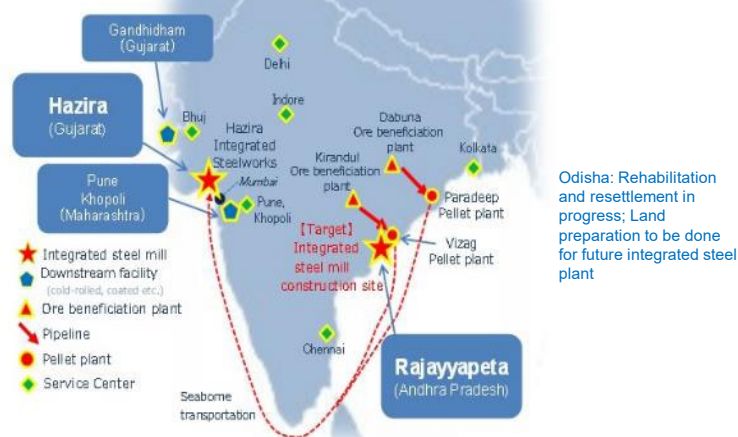 Gandhidham
(Gujarat)
Delhi
Hazira
(Gujarat)
Bhuj
Indore
Hazira
Integrated
Steelworks
Dabuna
Ore beneficiation
plant
Kirandul
Ore beneficiation
plant
Kolkata
Mumbai
Pune
Khopoli
(Maharashtra)
Pune,
Khopoli
Paradeep
Pellet plant
【Target】
Integrated
steel mill
construction site
Vizag
Pellet plant
Integrated steel mill
Downstream facility
(cold-rolled, coated etc.,)
Ore beneficiation plant
Pipeline
Pellet plant
Service Center
Chennai
Rajayyapeta
(Andhra Pradesh)
Seaborne
transportation
Odisha: Rehabilitation
and resettlement in
progress; Land
preparation to be done
for future integrated steel
plant